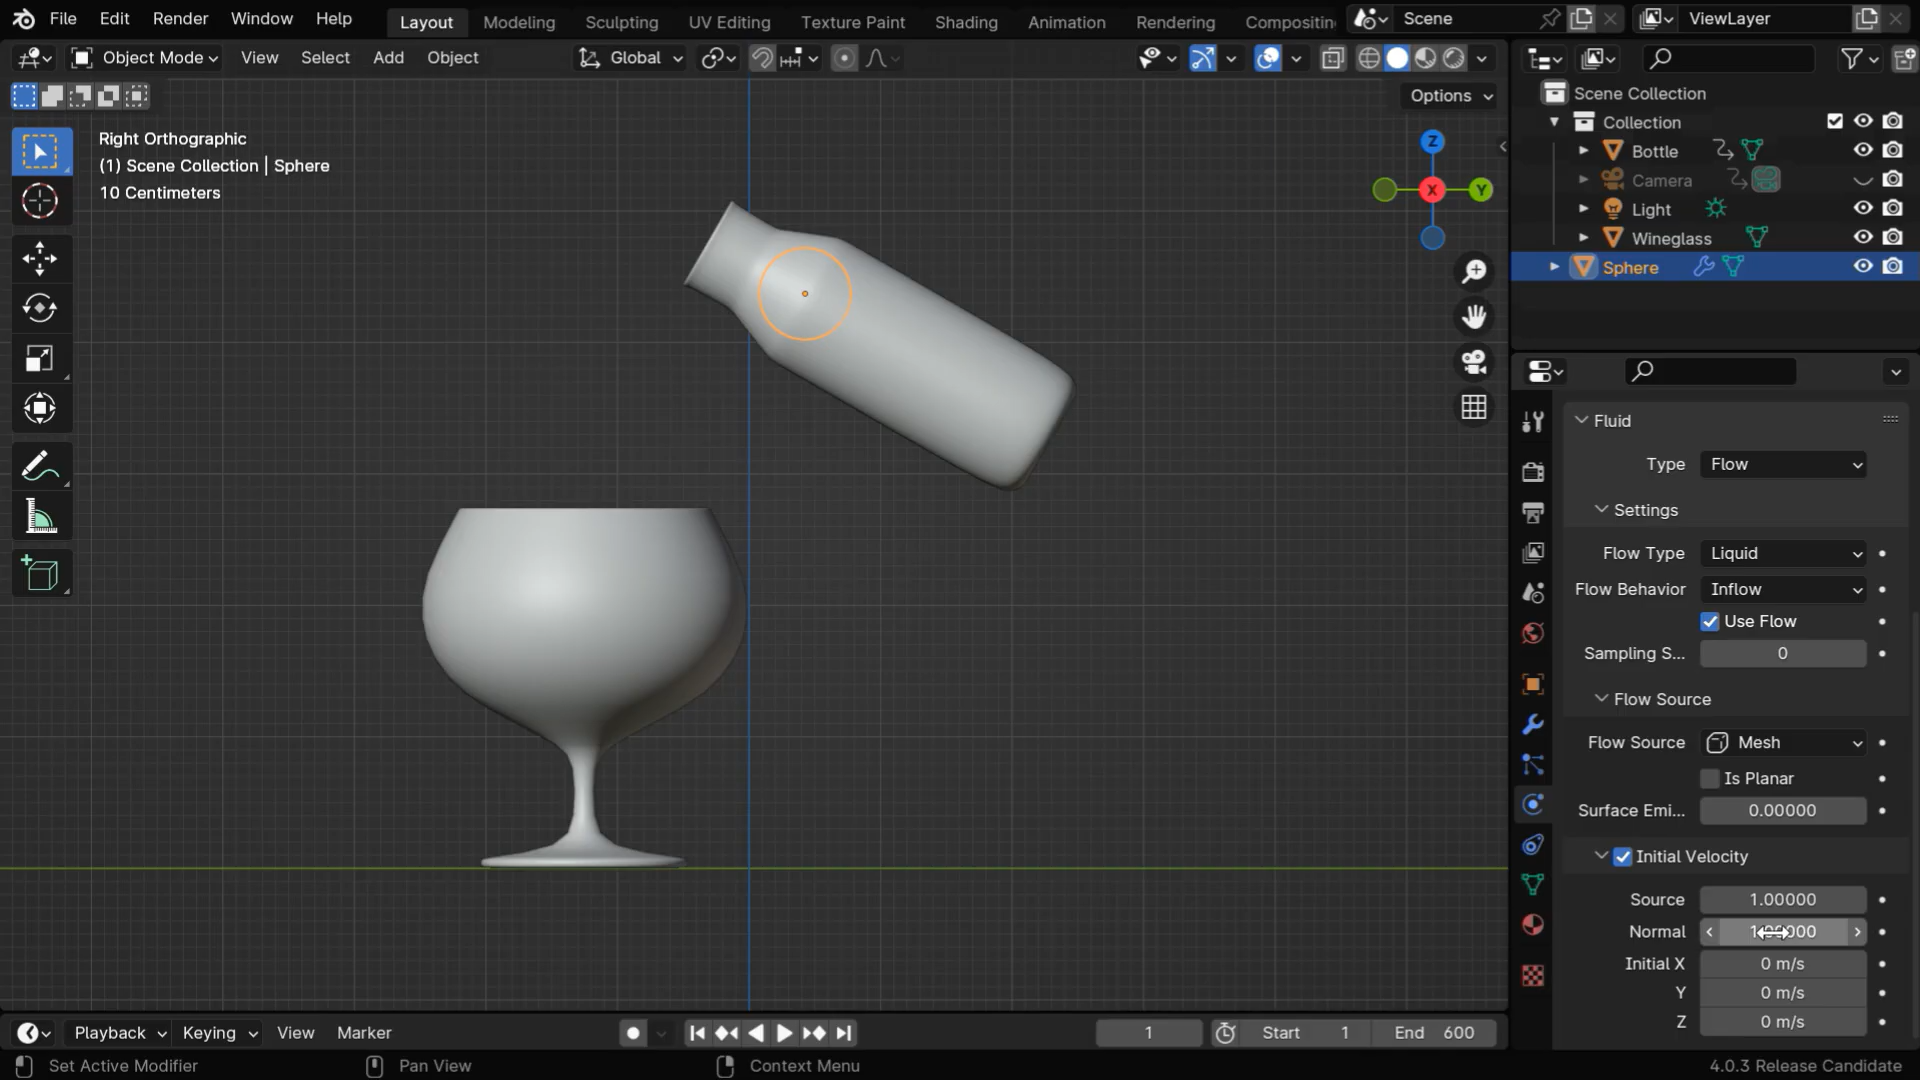 File Edit Render Window Help Layout Modeling Sculpting UV Editing Texture Paint Shading Animation Rendering Compositin Scene ViewLayer
Object Mode View Select Add Object Global
Options
Right Orthographic
(1) Scene Collection | Sphere
10 Centimeters
Z
X
Y
Scene Collection
Collection
Bottle
Camera
Light
Wineglass
Sphere
Fluid
Type Flow
Settings
Flow Type Liquid
Flow Behavior Inflow
Use Flow
Sampling S... 0
Flow Source
Flow Source Mesh
Is Planar
Surface Emi... 0.00000
Initial Velocity
Source 1.00000
Normal
Initial X 0 m/s
Y 0 m/s
Z 0 m/s
Playback Keying View Marker 1 Start 1 End 600
Set Active Modifier Pan View Context Menu 4.0.3 Release Candidate